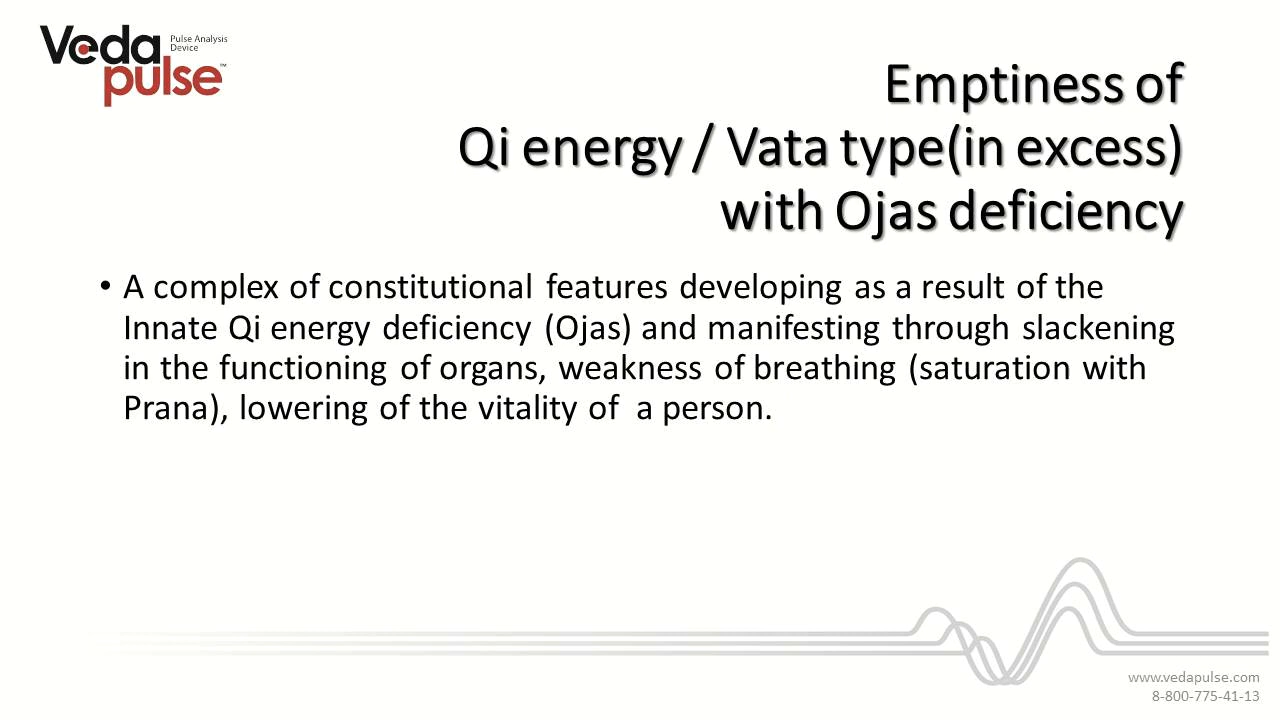 Veda
pulse™
Pulse Analysis
Device
Emptiness of
Qi energy / Vata type(in excess)
with Ojas deficiency
• A complex of constitutional features developing as a result of the
Innate Qi energy deficiency (Ojas) and manifesting through slackening
in the functioning of organs, weakness of breathing (saturation with
Prana), lowering of the vitality of a person.
www.vedapulse.com
8-800-775-41-13